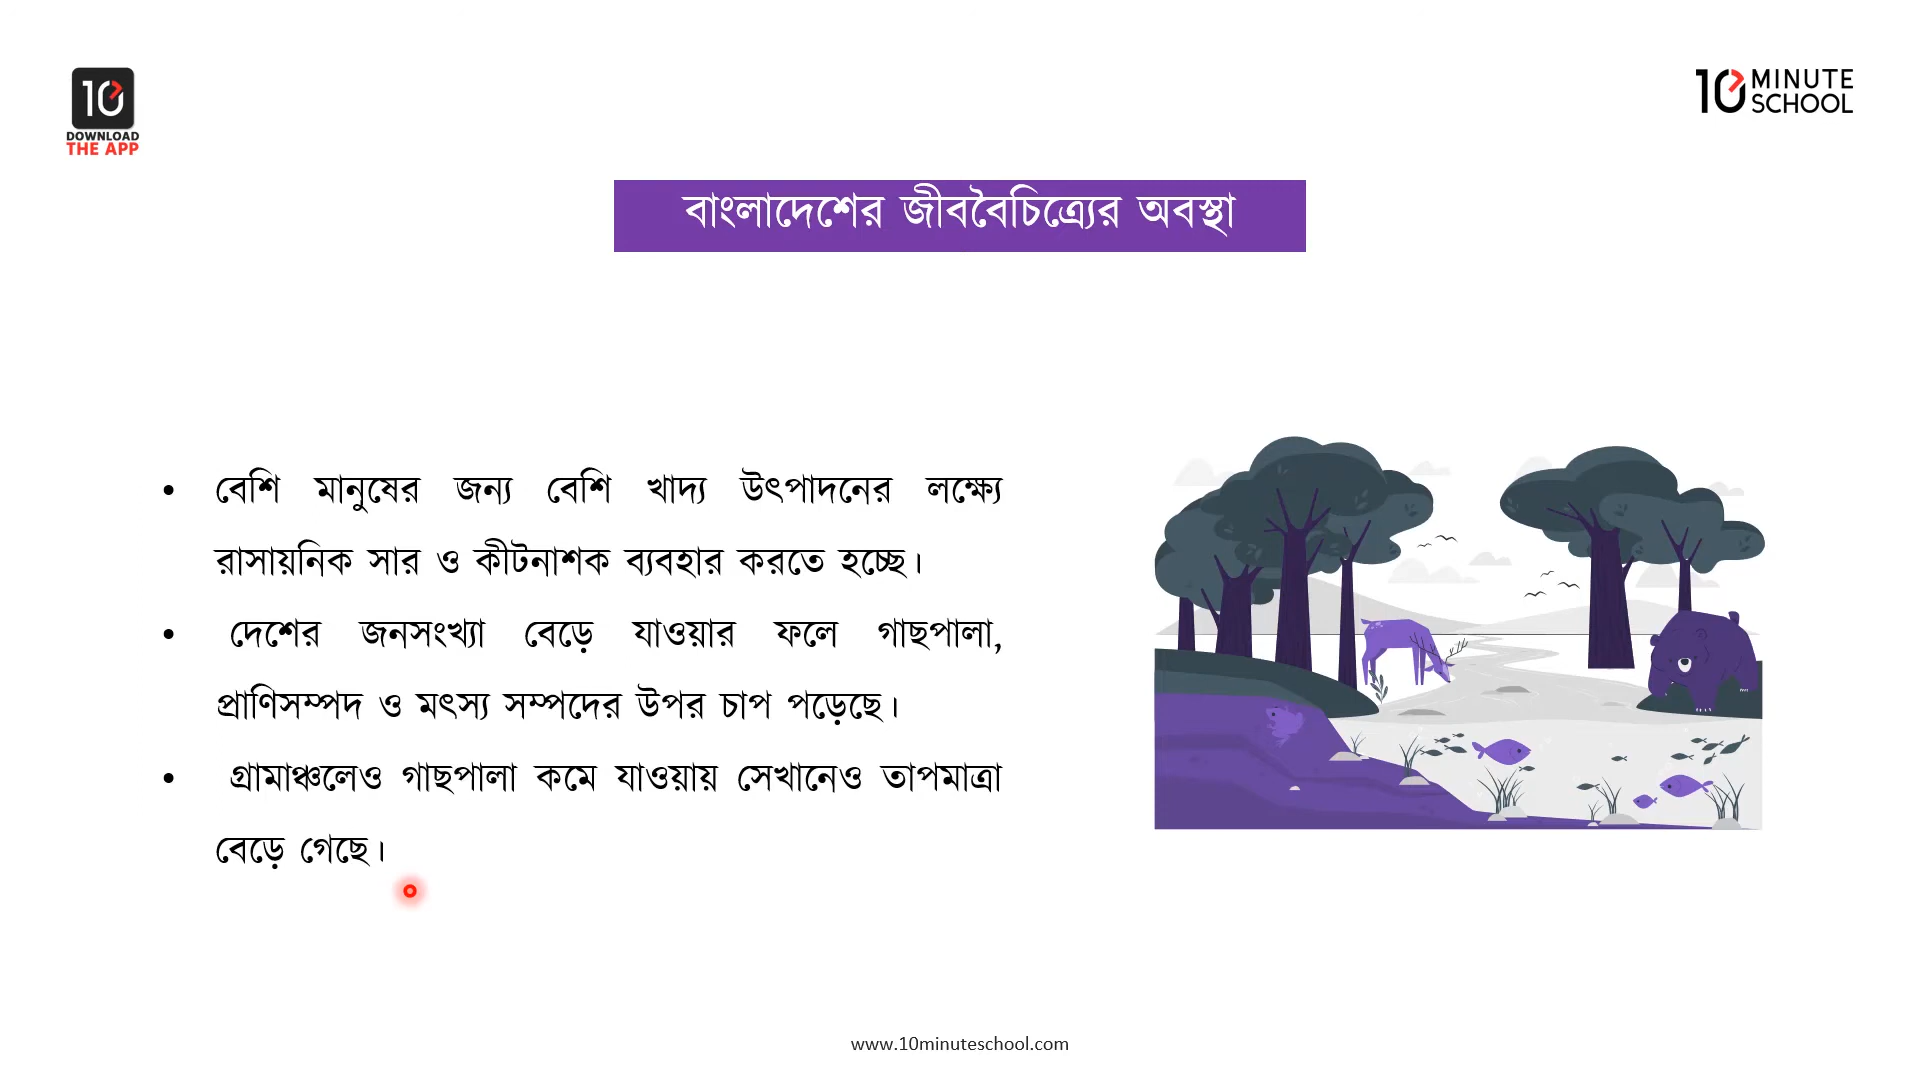 10
DOWNLOAD
THE APP
10 MINUTE
SCHOOL
বাংলাদেশের জীববৈচিত্র্যের অবস্থা
• বেশি মানুষের জন্য বেশি খাদ্য উৎপাদনের লক্ষ্যে
রাসায়নিক সার ও কীটনাশক ব্যবহার করতে হচ্ছে।
• দেশের জনসংখ্যা বেড়ে যাওয়ার ফলে গাছপালা,
প্রাণিসম্পদ ও মৎস্য সম্পদের উপর চাপ পড়েছে।
• গ্রামাঞ্চলেও গাছপালা কমে যাওয়ায় সেখানেও তাপমাত্রা
বেড়ে গেছে।
www.10minuteschool.com